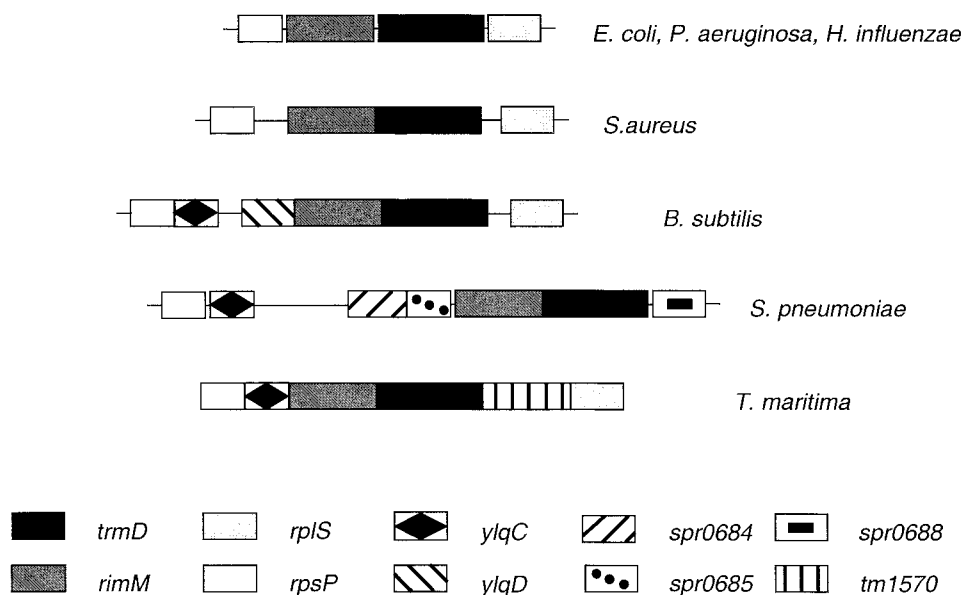 E. coli, P. aeruginosa, H. influenzae
S.aureus
B. subtilis
S. pneumoniae
T. maritima
trmD rplS ylqC spr0684 spr0688
rimM rpsP ylqD spr0685 tm1570